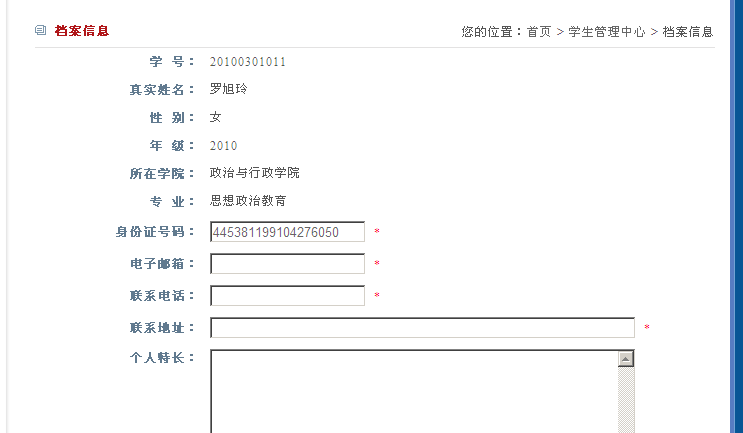 档案信息 您的位置：首页 > 学生管理中心 > 档案信息
学 号： 20100301011
真实姓名： 罗旭玲
性 别： 女
年 级： 2010
所在学院： 政治与行政学院
专 业： 思想政治教育
身份证号码： 445381199104276050 *
电子邮箱： *
联系电话： *
联系地址： *
个人特长：